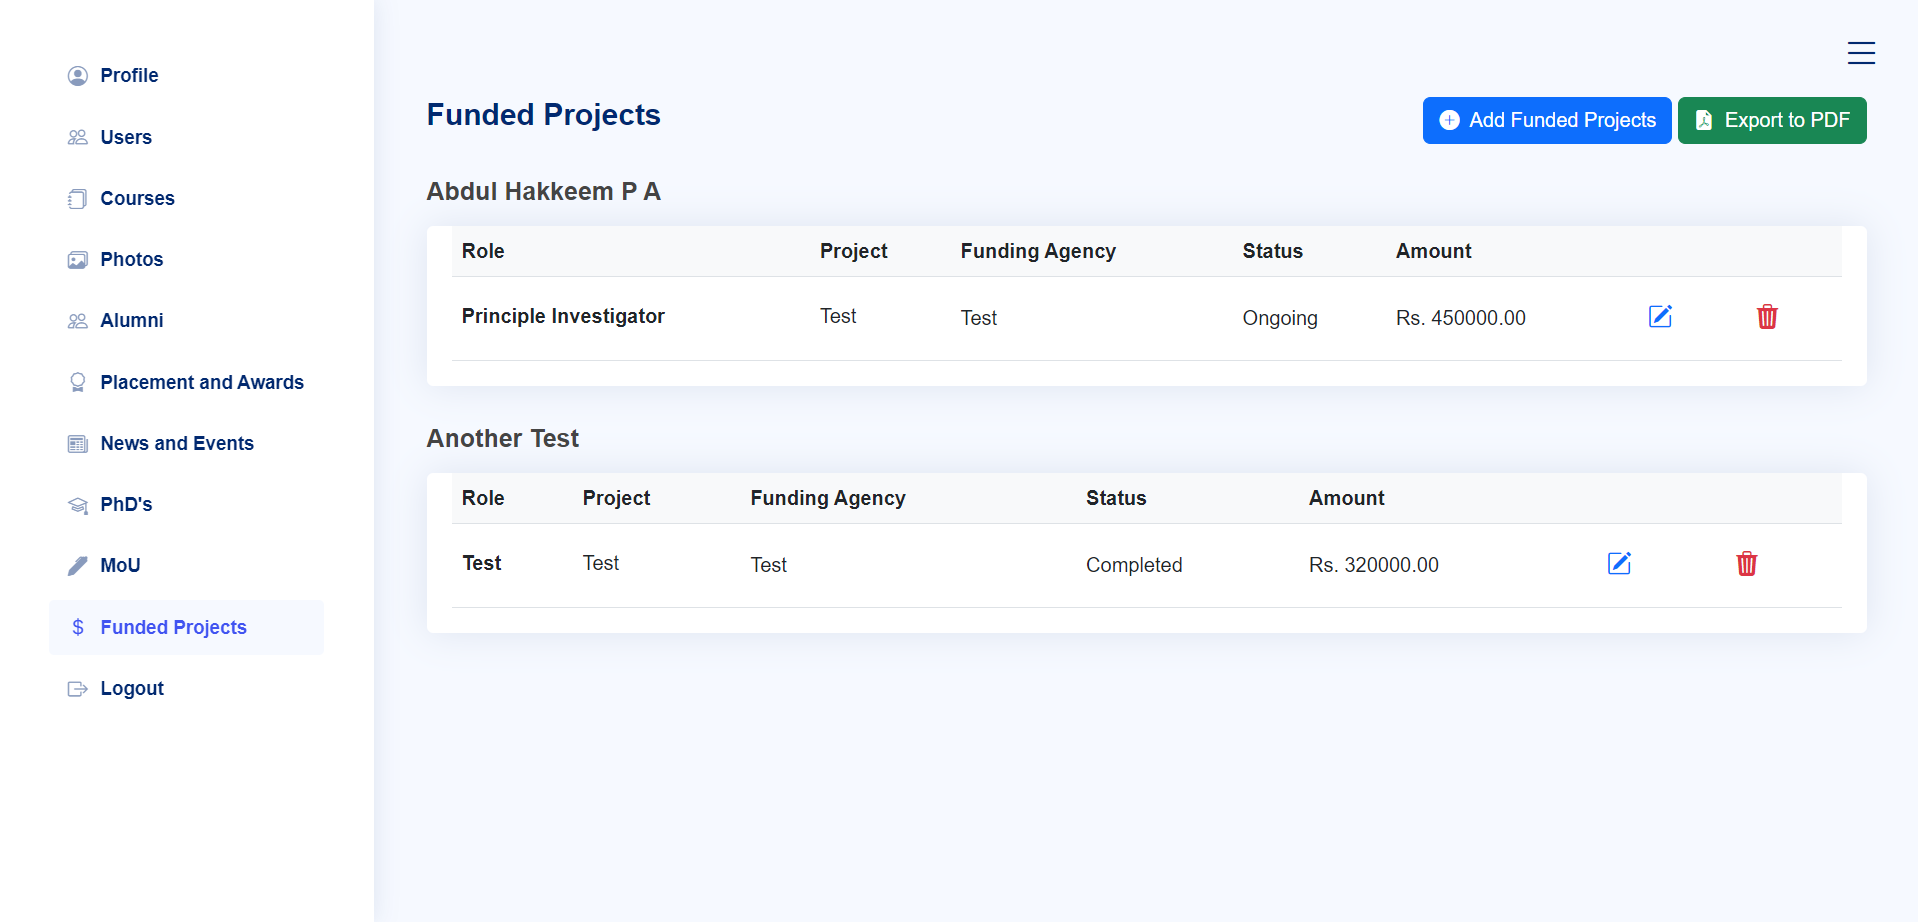 Profile
Users
Courses
Photos
Alumni
Placement and Awards
News and Events
PhD's
MoU
$ Funded Projects
Logout
Funded Projects
Add Funded Projects
Export to PDF
Abdul Hakkeem P A
Role Project Funding Agency Status Amount
Principle Investigator Test Test Ongoing Rs. 450000.00
Another Test
Role Project Funding Agency Status Amount
Test Test Test Completed Rs. 320000.00